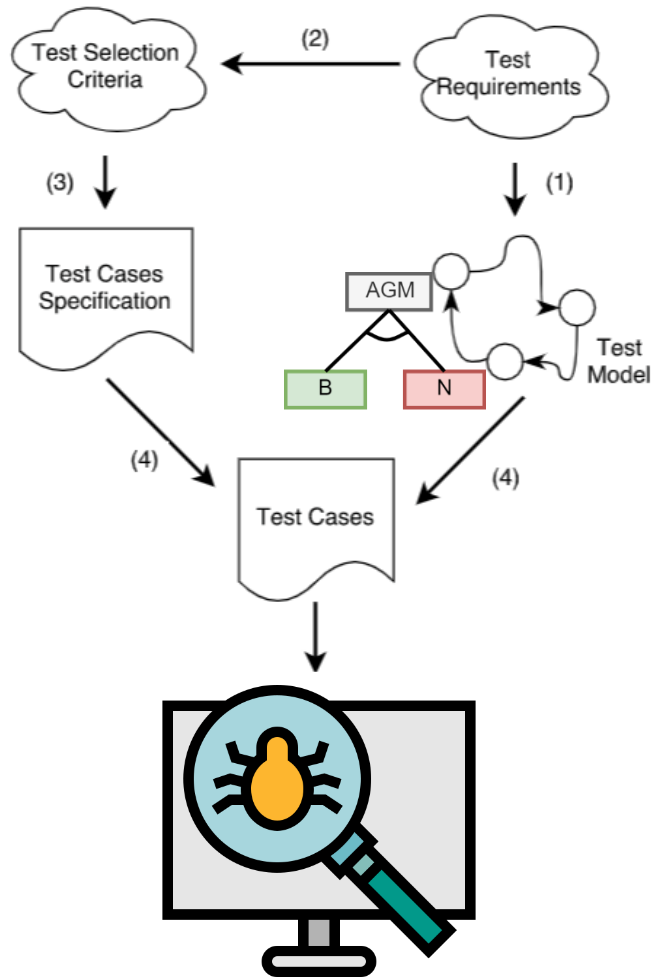 Test Selection
Criteria
(2)
Test
Requirements
(3)
(1)
Test Cases
Specification
AGM
B
N
Test
Model
(4)
(4)
Test Cases